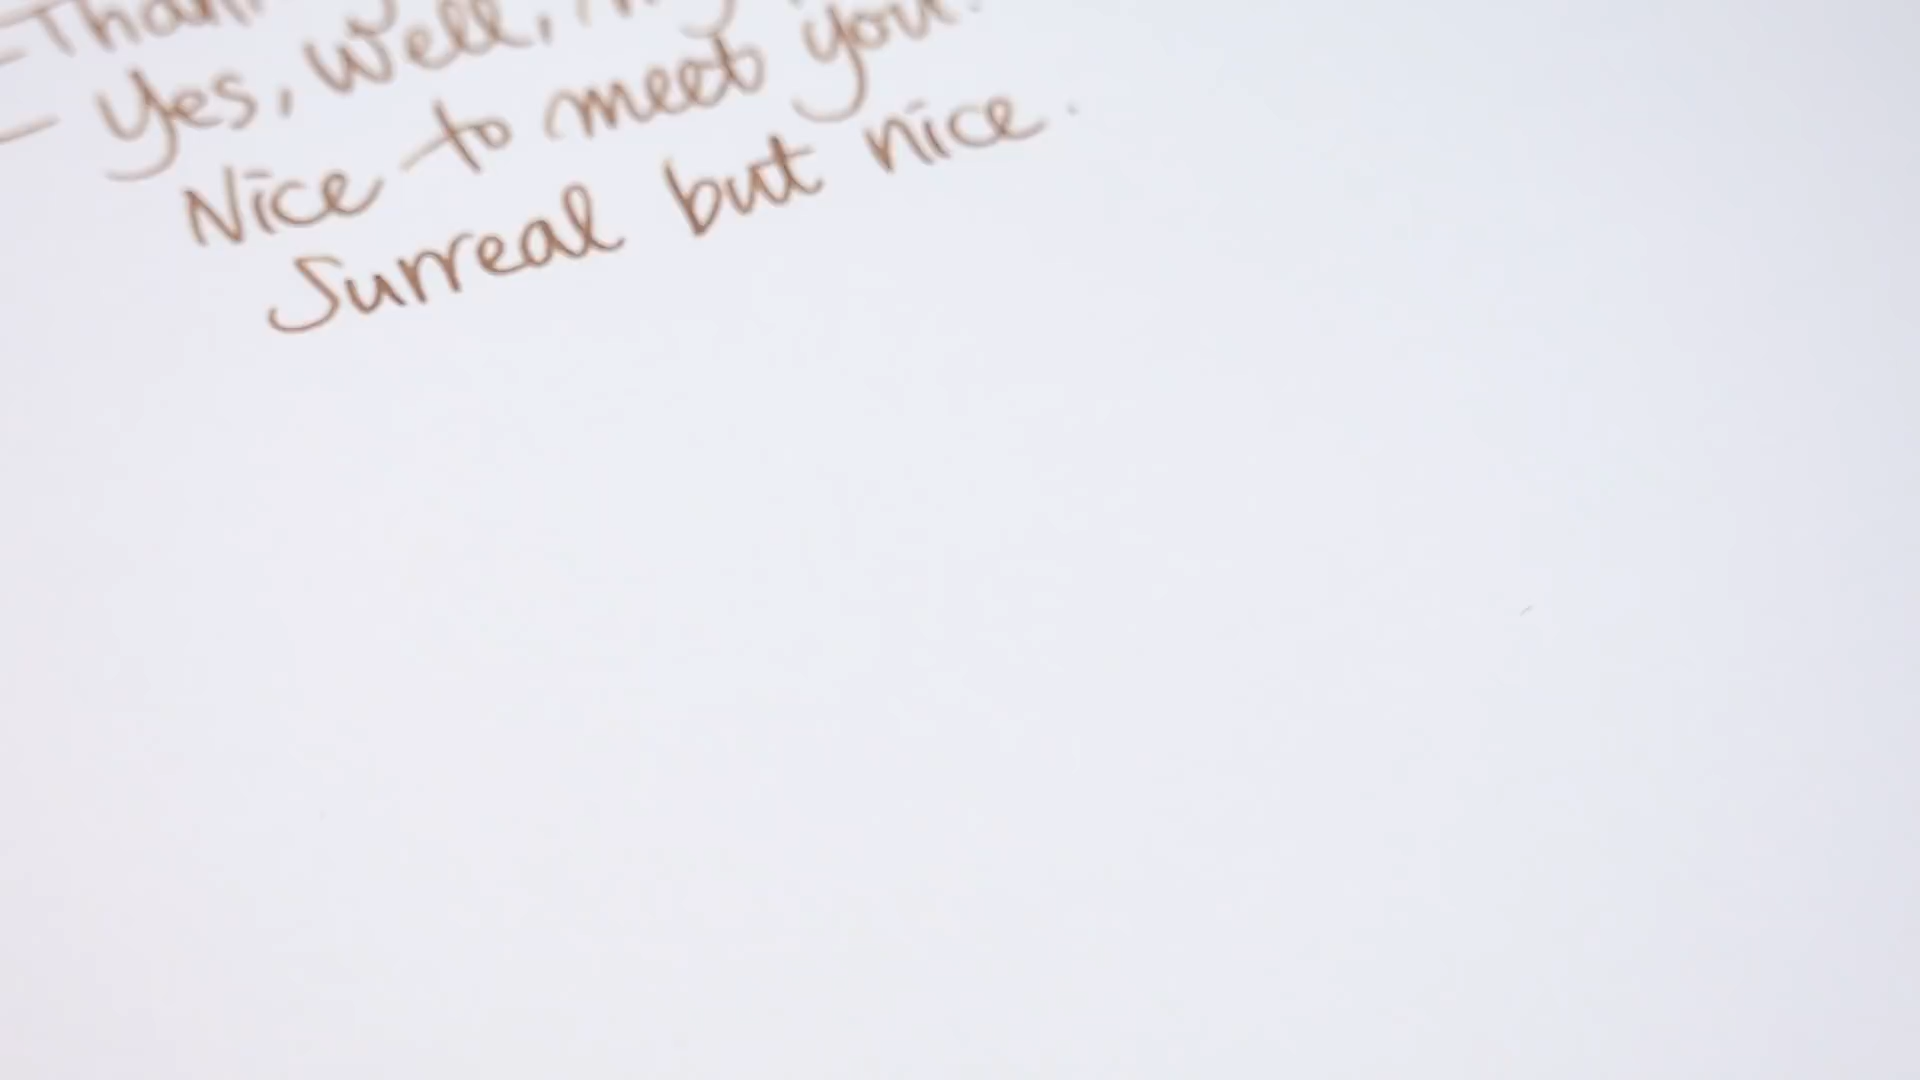 - Yes, Well,
Nice to meet you.
Surreal but nice.